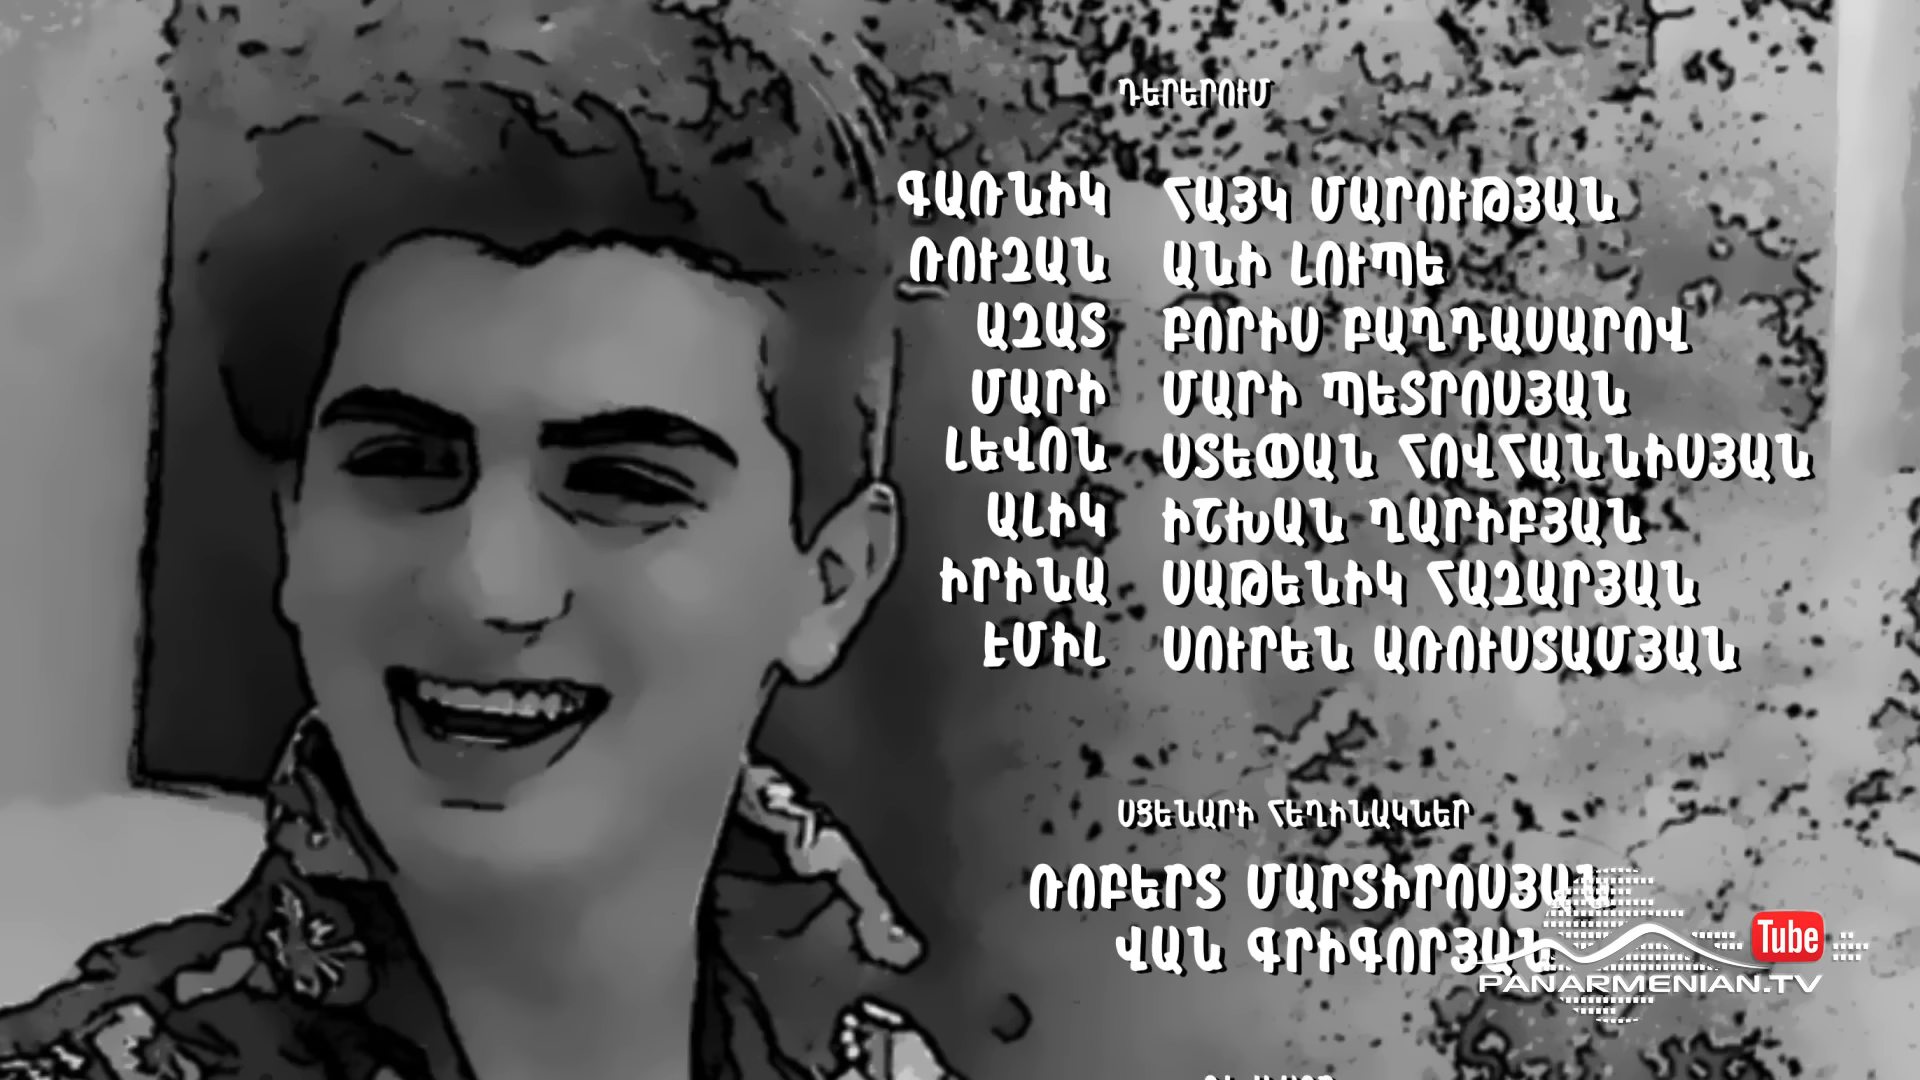 ԴԵՐԵՐՈՒՄ
ԳԱՌՆԻԿ ՀԱՅԿ ՄԱՐՈՒԹՅԱՆ
ՌՈՒԶԱՆ ԱՆԻ ԼՈՒՊԵ
ԱԶԱՏ ԲՈՐԻՍ ԲԱՂԴԱՍԱՐՈՎ
ՄԱՐԻ ՄԱՐԻ ՊԵՏՐՈՍՅԱՆ
ԼԵՎՈՆ ՍՏԵՓԱՆ ՀՈՎՀԱՆՆԻՍՅԱՆ
ԱԼԻԿ ԻՇԽԱՆ ՂԱՐԻԲՅԱՆ
ԻՐԻՆԱ ՍԱԹԵՆԻԿ ՀԱԶԱՐՅԱՆ
ԷՄԻԼ ՍՈՒՐԵՆ ԱՌՈՒՍՏԱՄՅԱՆ
ՍՑԵՆԱՐԻ ՀԵՂԻՆԱԿՆԵՐ
ՌՈԲԵՐՏ ՄԱՐՏԻՐՈՍՅԱՆ
ՎԱՆ ԳՐԻԳՈՐՅԱՆ
Tube
PANARMENIAN.TV